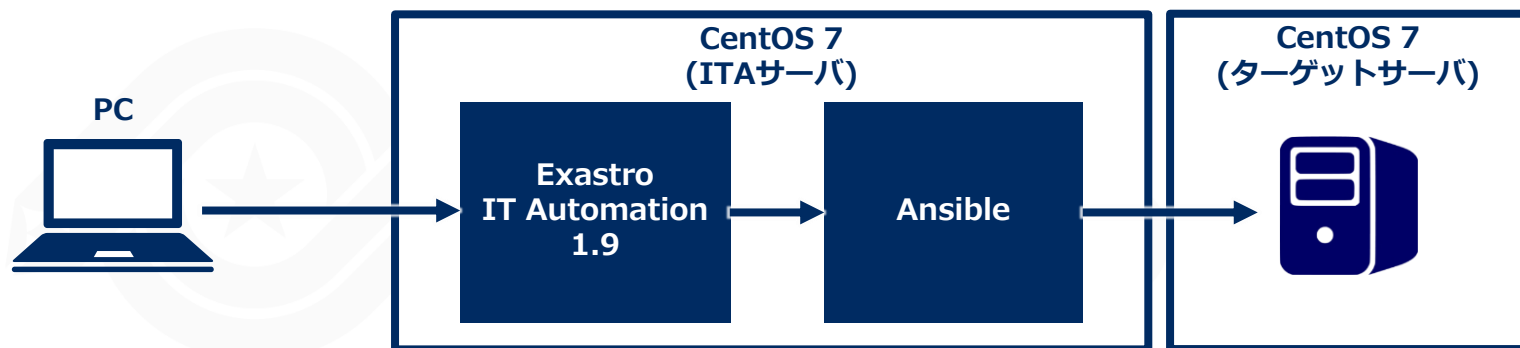 PC
CentOS 7
(ITAサーバ)
Exastro
IT Automation
1.9
Ansible
CentOS 7
(ターゲットサーバ)